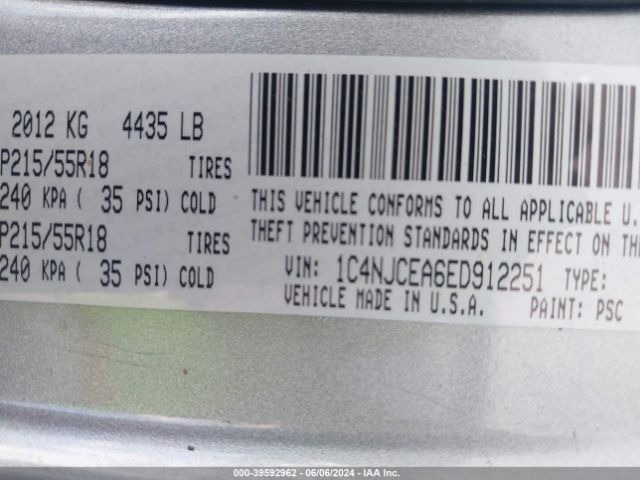 2012 KG 4435 LB
P215/55R18 TIRES
240 KPA ( 35 PSI) COLD
P215/55R18 TIRES
240 KPA ( 35 PSI) COLD
THIS VEHICLE CONFORMS TO ALL APPLICABLE U.
THEFT PREVENTION STANDARDS IN EFFECT ON THE
VIN: 1C4NJCEA6ED912251 TYPE:
VEHICLE MADE IN U.S.A. PAINT: PSC
000-39592962 - 06/06/2024 - IAA Inc.